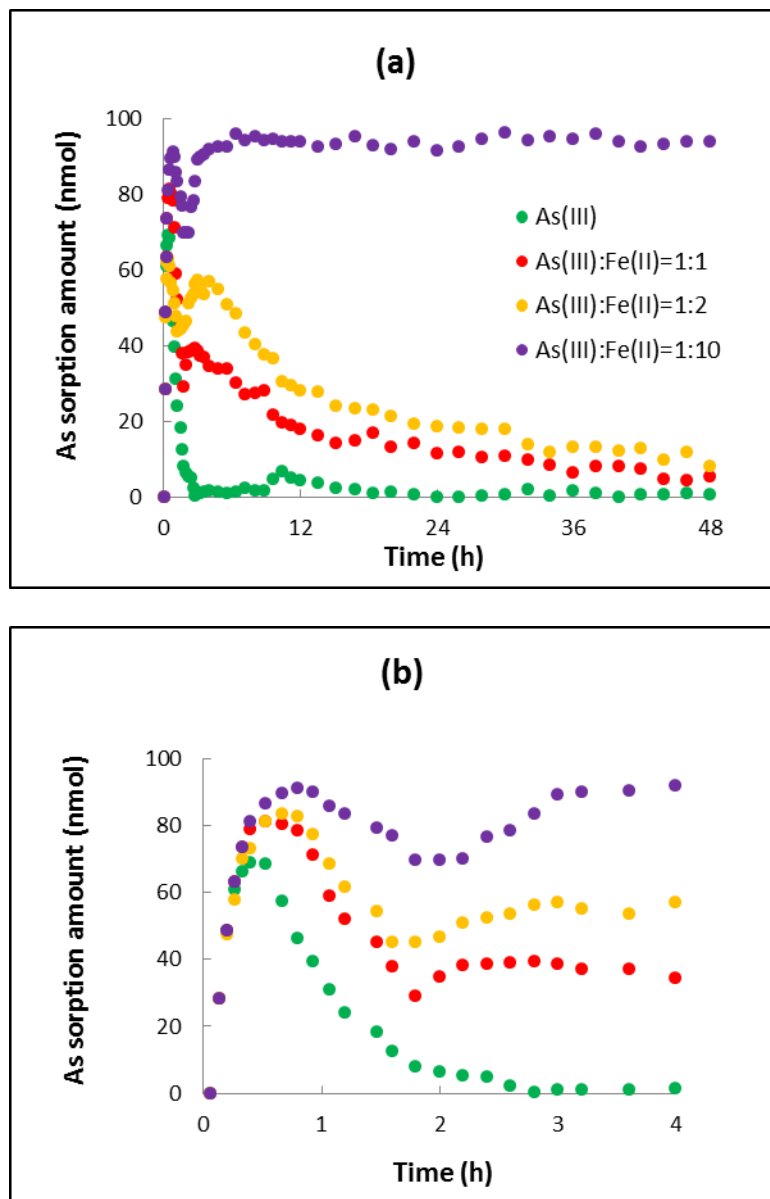 (a)
As sorption amount (nmol)
100
80
60
40
20
0
As(III)
As(III):Fe(II)=1:1
As(III):Fe(II)=1:2
As(III):Fe(II)=1:10
0 12 24 36 48
Time (h)
(b)
As sorption amount (nmol)
100
80
60
40
20
0
0 1 2 3 4
Time (h)